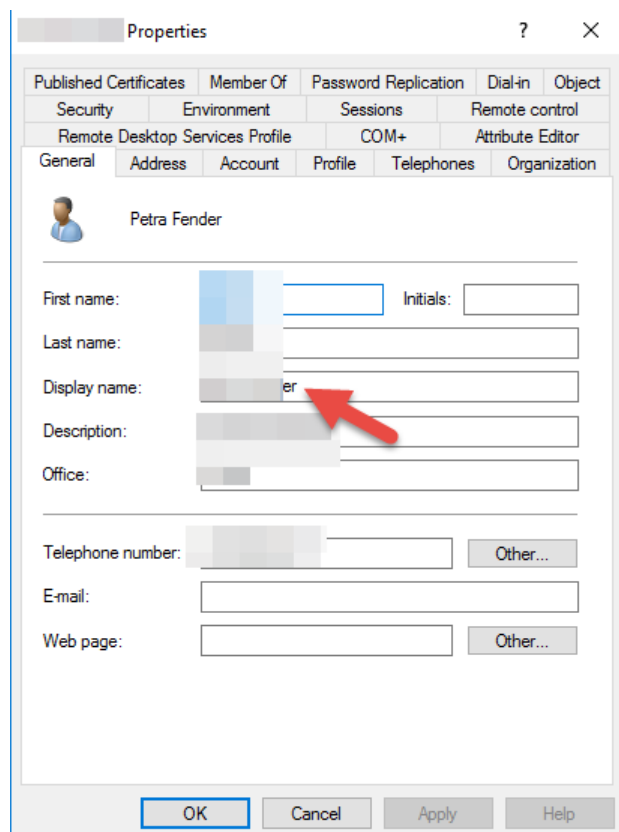 Properties
?
Published Certificates Member Of Password Replication Dial-in Object
Security Environment Sessions Remote control
Remote Desktop Services Profile COM+ Attribute Editor
General Address Account Profile Telephones Organization
Petra Fender
First name:
Initials:
Last name:
Display name: er
Description:
Office:
Telephone number:
Other...
E-mail:
Web page:
Other...
OK Cancel Apply Help